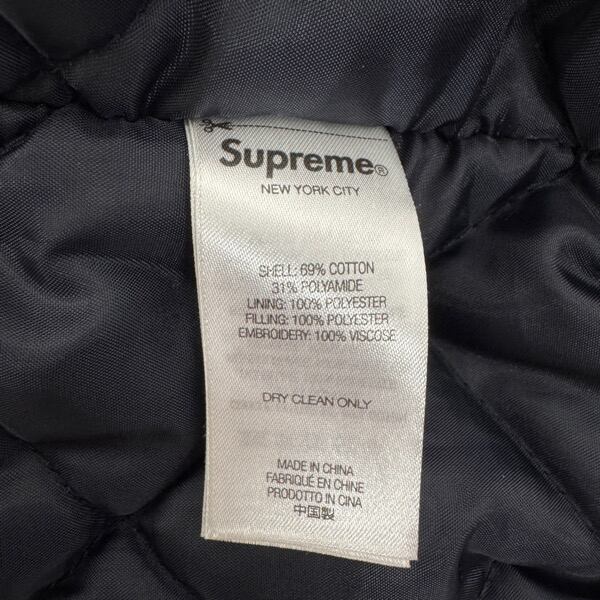 Supreme®
NEW YORK CITY
SHELL: 69% COTTON
31% POLYAMIDE
LINING: 100% POLYESTER
FILLING: 100% POLYESTER
EMBROIDERY: 100% VISCOSE
DRY CLEAN ONLY
MADE IN CHINA
FABRIQUÉ EN CHINE
PRODOTTO IN CINA
中国製